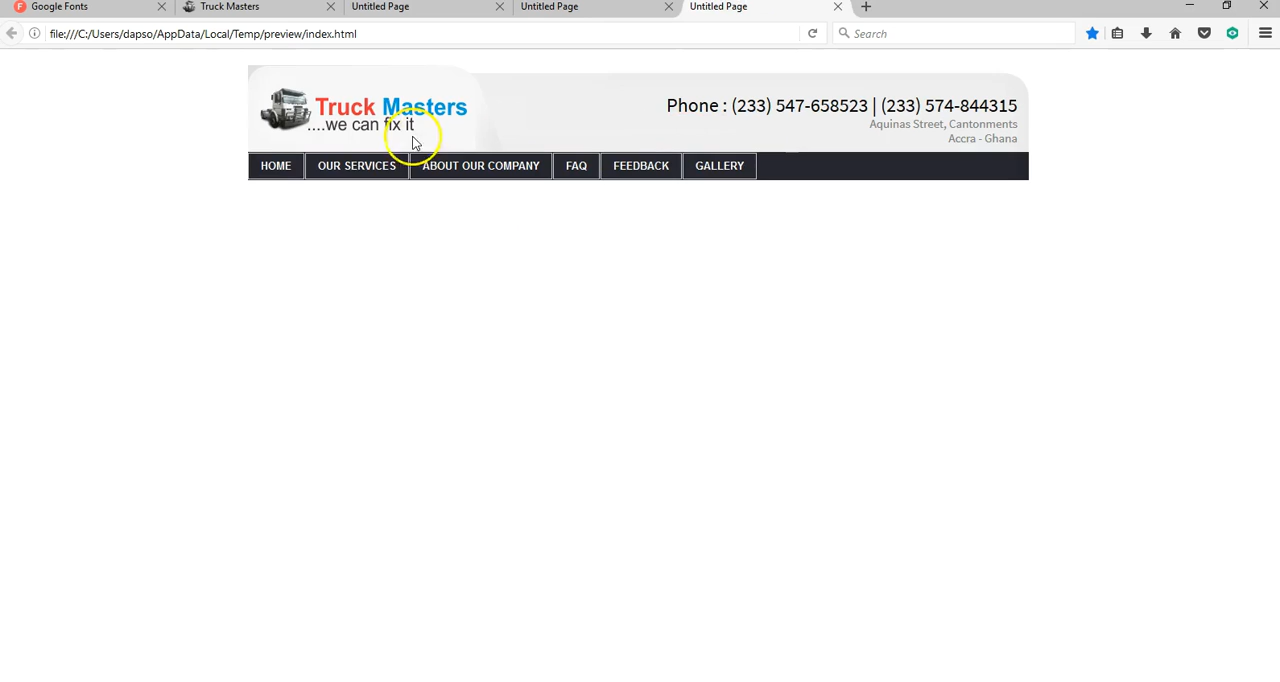 Google Fonts
Truck Masters
Untitled Page
Untitled Page
Untitled Page
file:///C:/Users/dapso/AppData/Local/Temp/preview/index.html
Search
Truck Masters
....we can fix it
Phone : (233) 547-658523 | (233) 574-844315
Aquinas Street, Cantonments
Accra - Ghana
HOME OUR SERVICES ABOUT OUR COMPANY FAQ FEEDBACK GALLERY